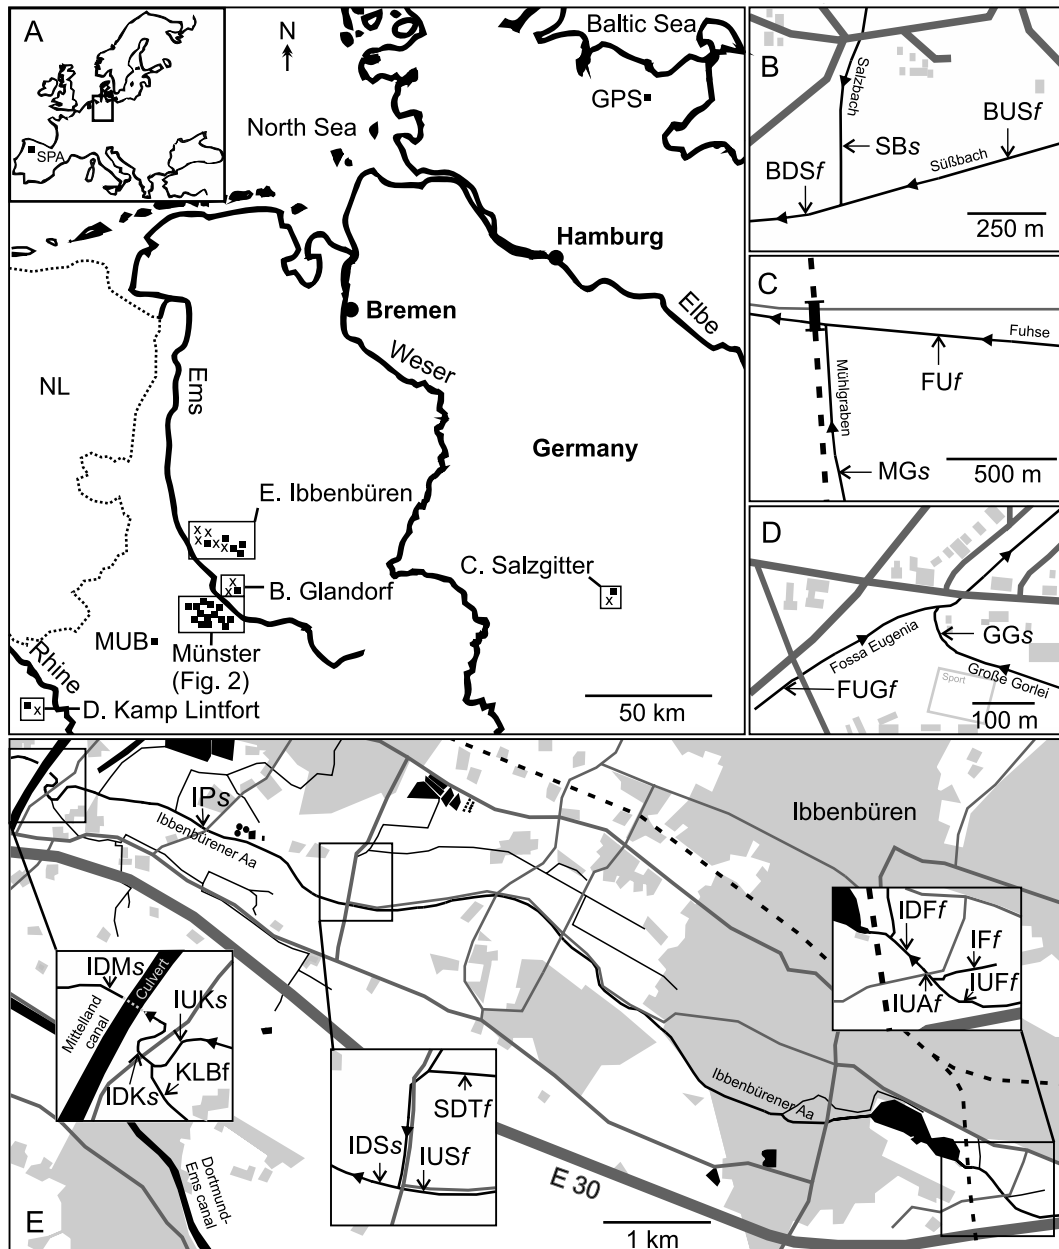 A
N
Baltic Sea
GPS
North Sea
SPA
Hamburg
Bremen
Elbe
Weser
NL
Ems
Germany
E. Ibbenbüren
C. Salzgitter
B. Glandorf
MUB
Münster
(Fig. 2)
Rhine
D. Kamp Lintfort
50 km
B
Salzbach
BUSf
SBs
BDSf
Süßbach
250 m
C
Fuhse
FUf
Mühlgraben
MGs
500 m
D
GGs
Fossa Eugenia
Große Gorlei
FUGf
Sport
100 m
IPs
Ibbenbürener Aa
Ibbenbüren
IDFf
IFf
IUFf
IUAf
IDMs
Culvert
IUKs
Mittelland
canal
KLBf
IDKs
SDTf
IDSs
IUSf
Ibbenbürener Aa
Dortmund-
Ems canal
E 30
E
1 km